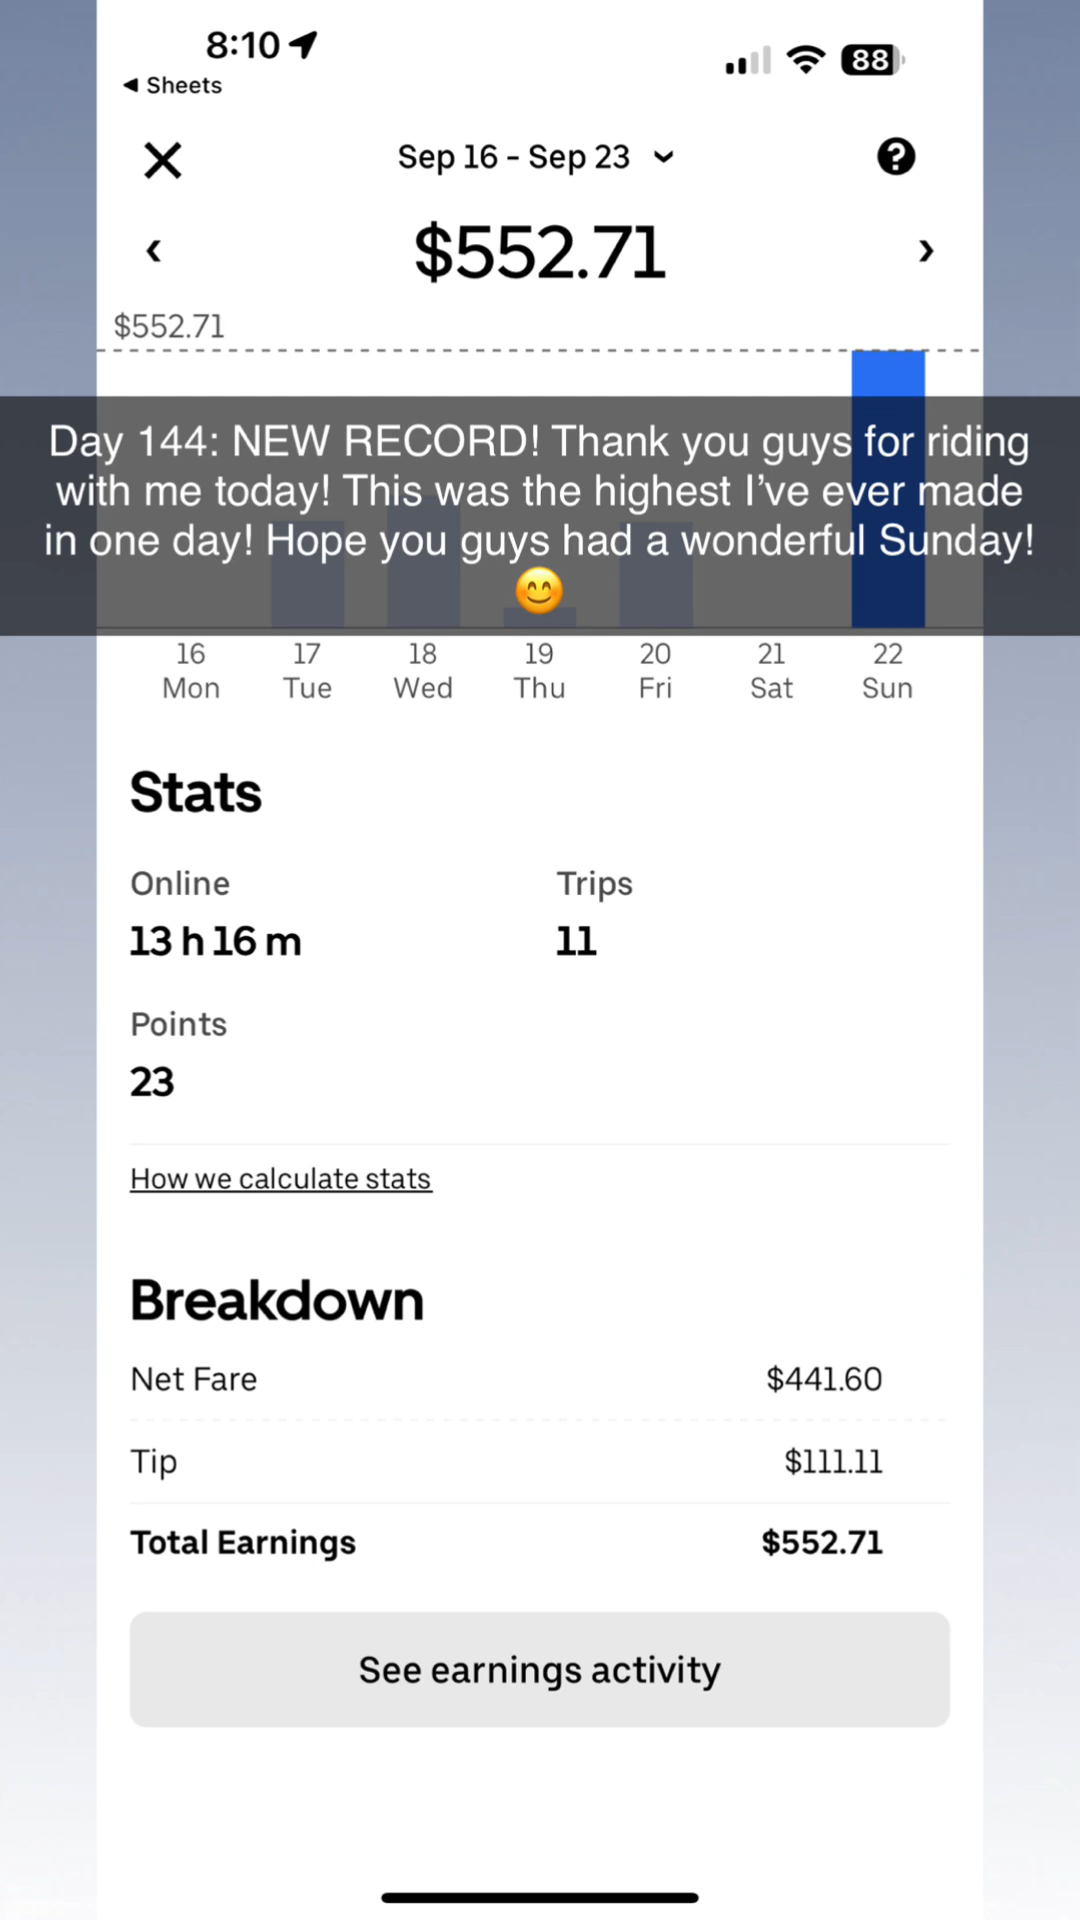 8:10
88
◀ Sheets
Sep 16 - Sep 23
$552.71
$552.71
Day 144: NEW RECORD! Thank you guys for riding
with me today! This was the highest I’ve ever made
in one day! Hope you guys had a wonderful Sunday!
😊
16 17 18 19 20 21 22
Mon Tue Wed Thu Fri Sat Sun
Stats
Online Trips
13 h 16 m 11
Points
23
How we calculate stats
Breakdown
Net Fare $441.60
Tip $111.11
Total Earnings $552.71
See earnings activity